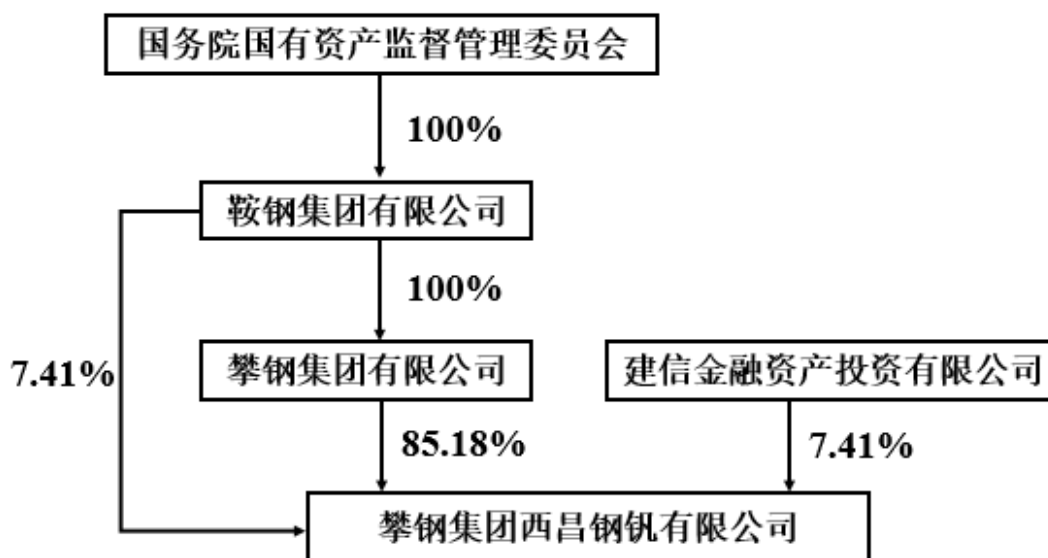 国务院国有资产监督管理委员会
100%
鞍钢集团有限公司
100%
7.41%
攀钢集团有限公司
建信金融资产投资有限公司
85.18%
7.41%
攀钢集团西昌钢钒有限公司